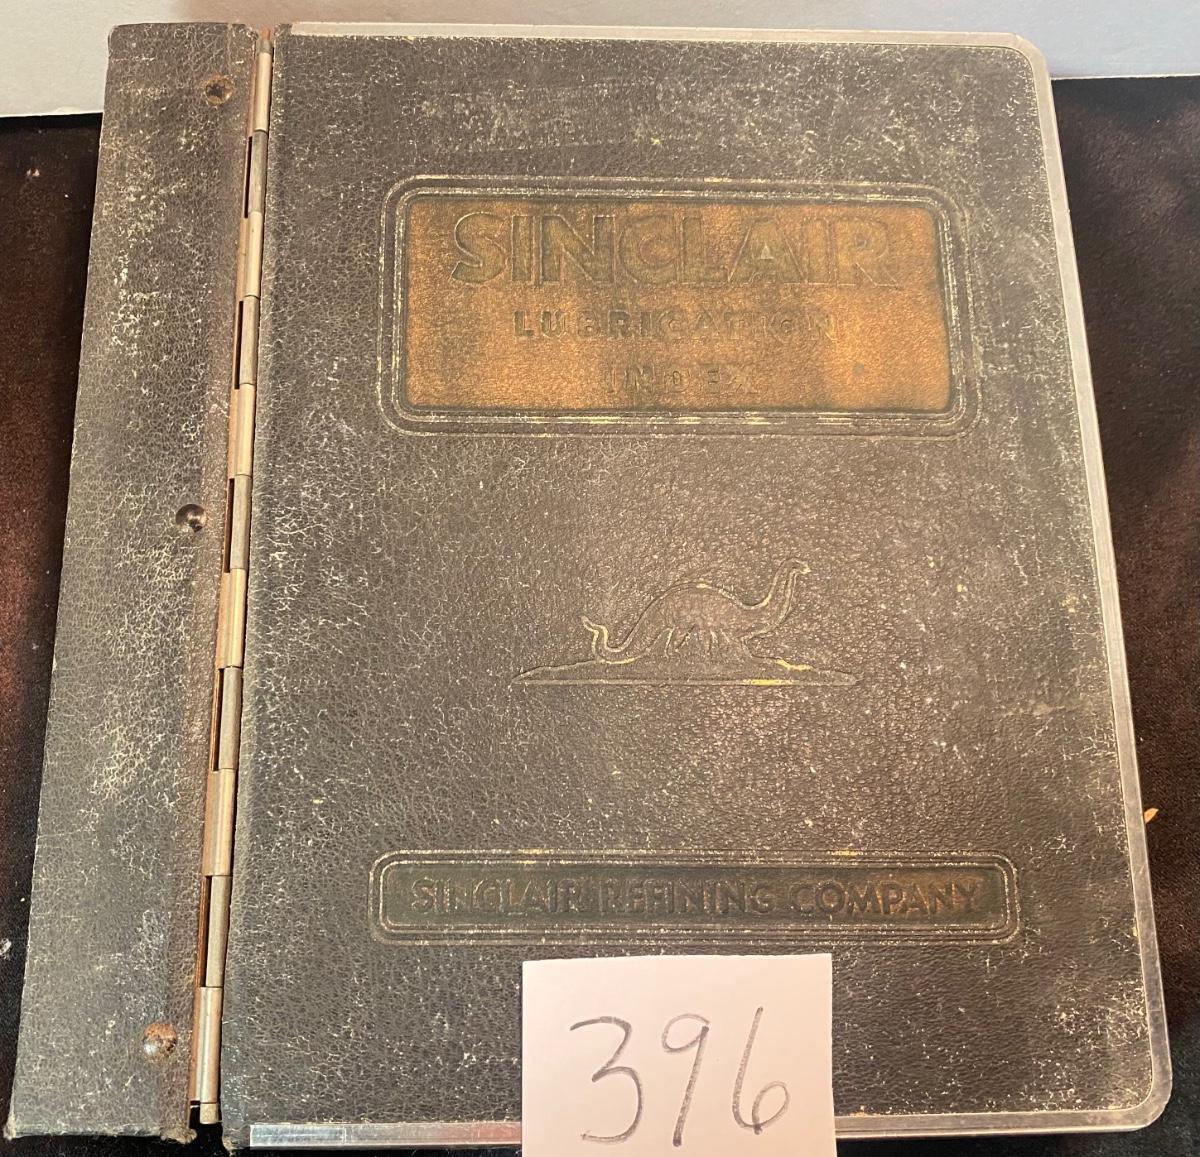 SINCLAIR
LUBRICATION
INDEX
SINCLAIR REFINING COMPANY
396